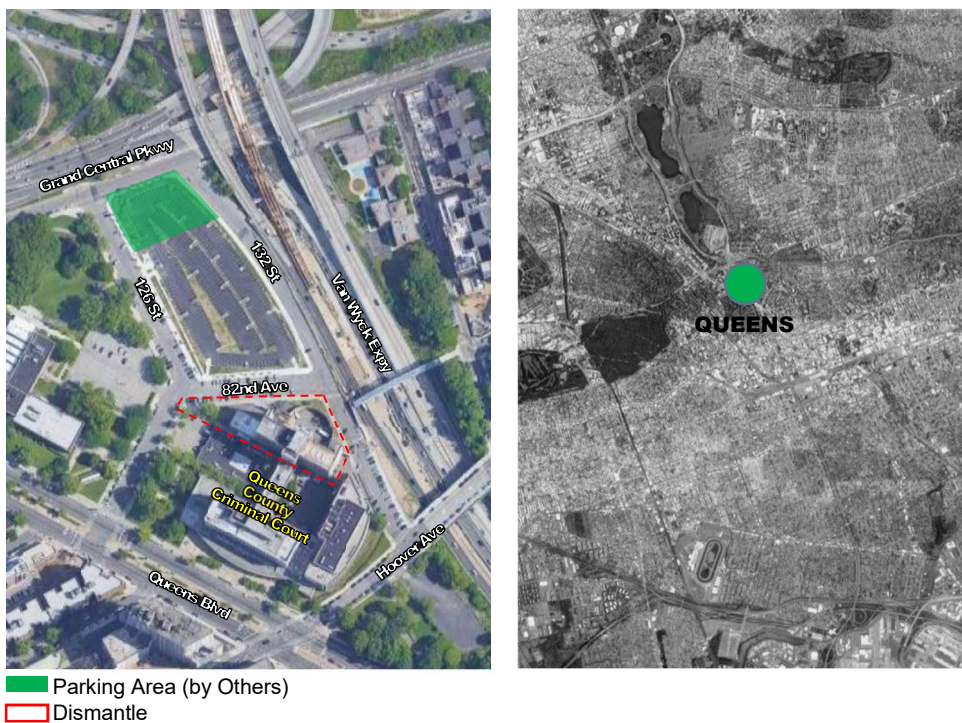 Grand Central Pkwy
132 St
126 St
Van Wyck Expy
82nd Ave
Queens
County
Criminal Court
Hoover Ave
Queens Blvd
QUEENS
Parking Area (by Others)
Dismantle